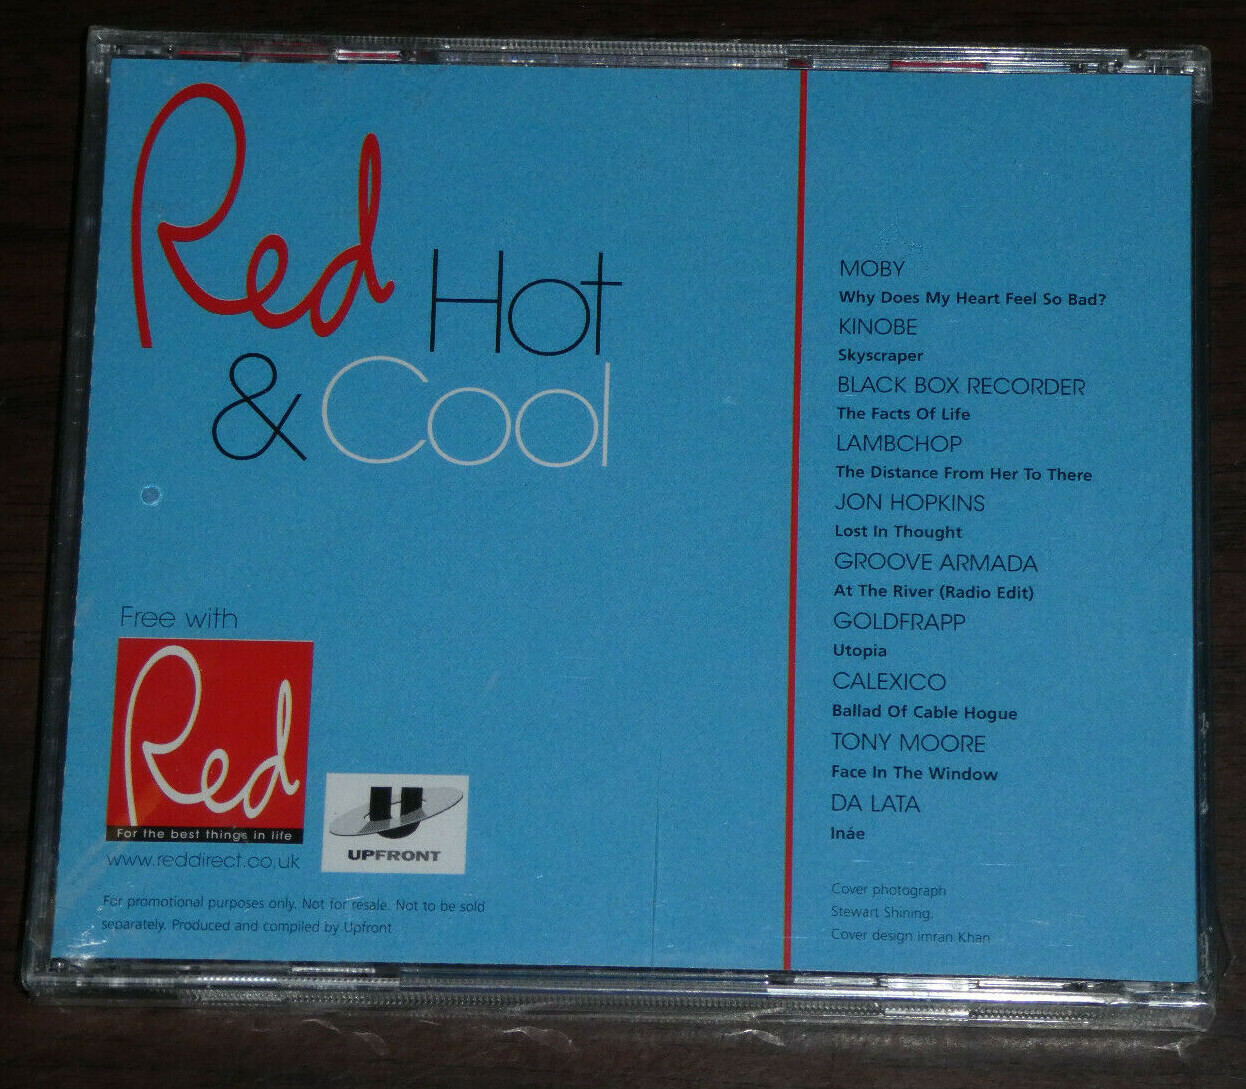 Red Hot
& Cool
Free with
Red
For the best things in life
www.reddirect.co.uk
UPFRONT
For promotional purposes only. Not for resale. Not to be sold
separately. Produced and compiled by Upfront
MOBY
Why Does My Heart Feel So Bad?
KINOBE
Skyscraper
BLACK BOX RECORDER
The Facts Of Life
LAMBCHOP
The Distance From Her To There
JON HOPKINS
Lost In Thought
GROOVE ARMADA
At The River (Radio Edit)
GOLDFRAPP
Utopia
CALEXICO
Ballad Of Cable Hogue
TONY MOORE
Face In The Window
DA LATA
Ináe
Cover photograph
Stewart Shining.
Cover design imran Khan